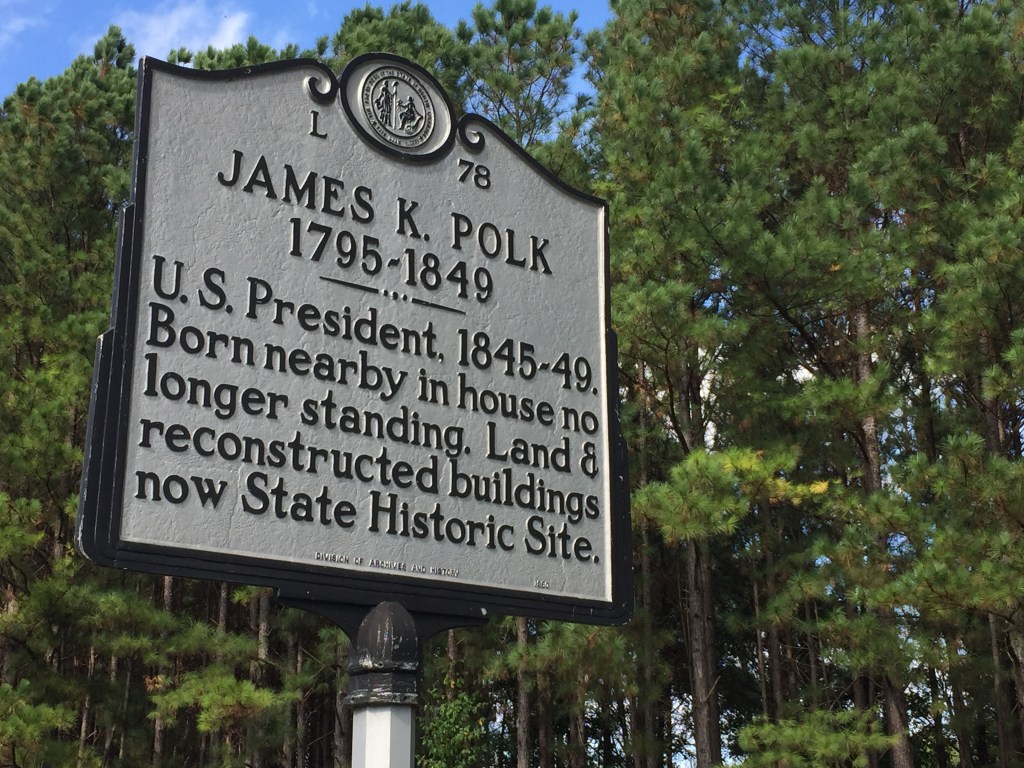 L 78
JAMES K. POLK
1795-1849
U.S. President, 1845-49.
Born nearby in house no
longer standing. Land &
reconstructed buildings
now State Historic Site.
DIVISION OF ARCHIVES AND HISTORY